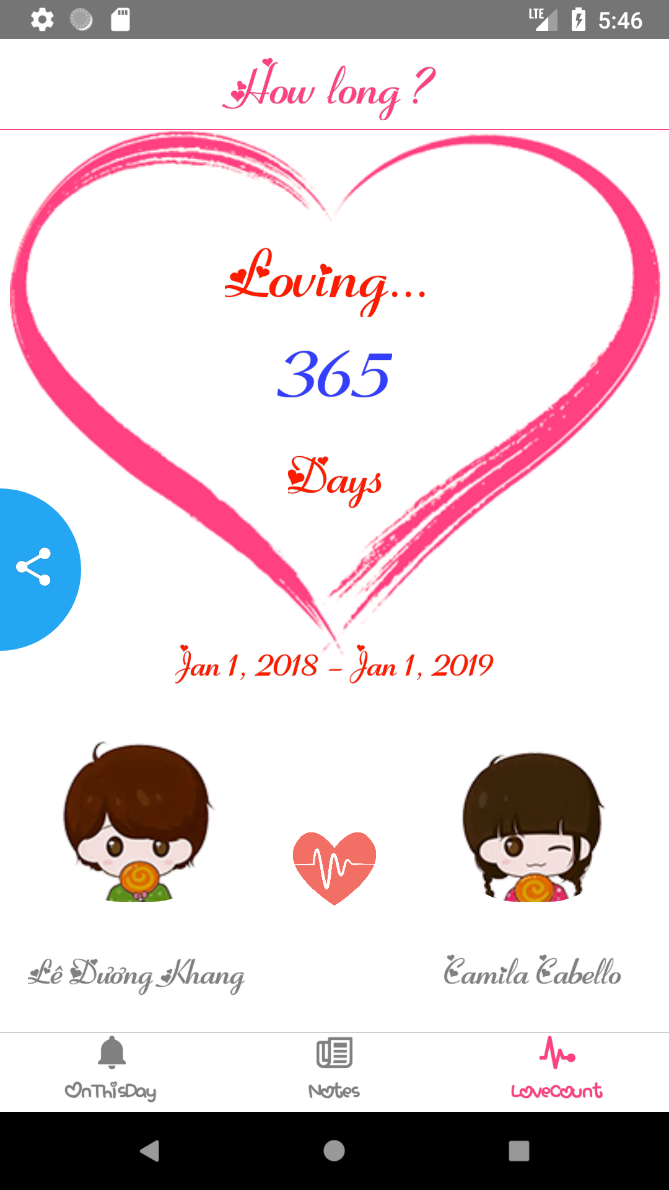 LTE 5:46
How long ?
Loving...
365
Days
Jan 1, 2018 - Jan 1, 2019
Lê Dương Khang Camila Cabello
OnThisDay Notes LoveCount